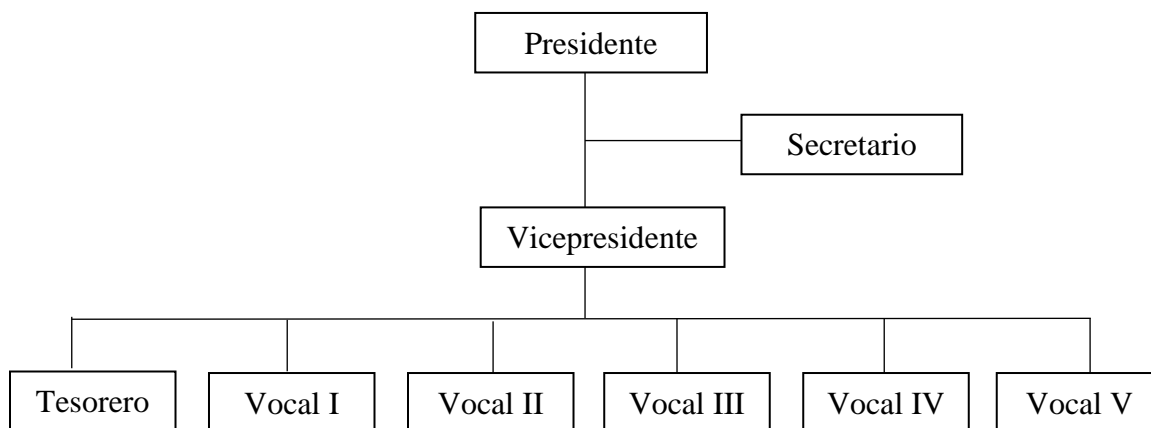 Presidente
Secretario
Vicepresidente
Tesorero
Vocal I
Vocal II
Vocal III
Vocal IV
Vocal V